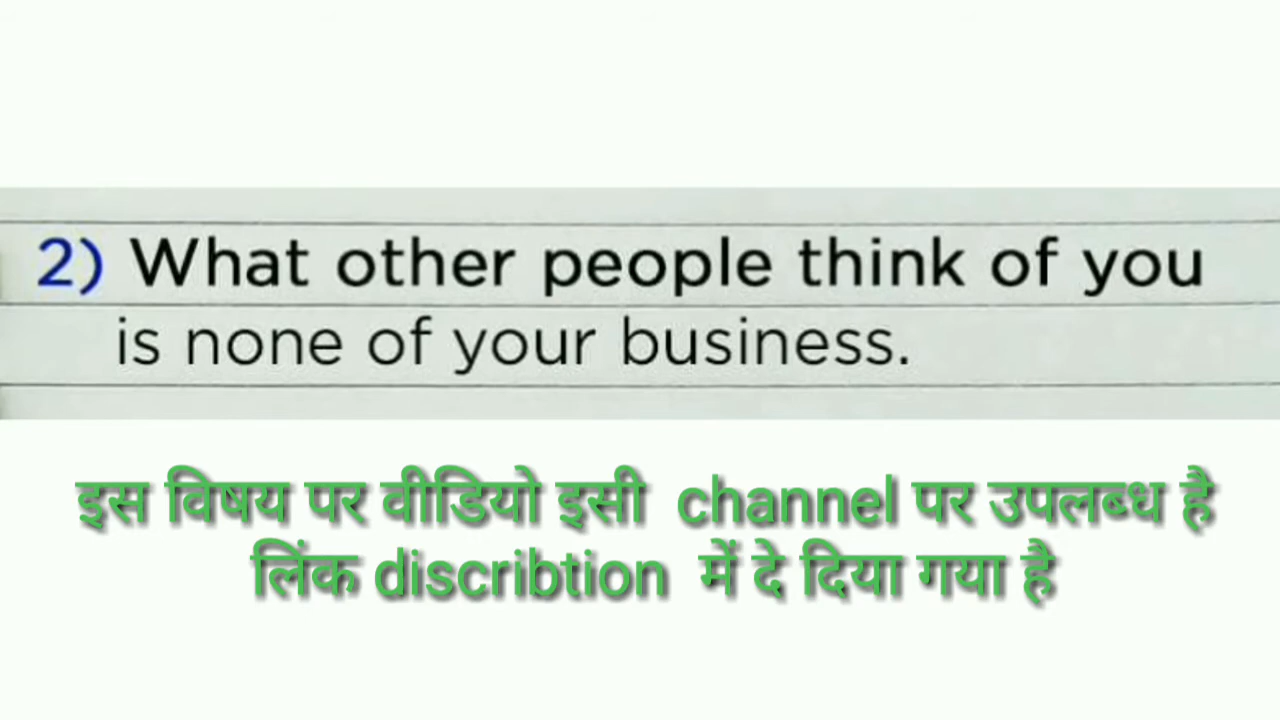 2) What other people think of you
is none of your business.
इस विषय पर वीडियो इसी channel पर उपलब्ध है
लिंक discribtion में दे दिया गया है